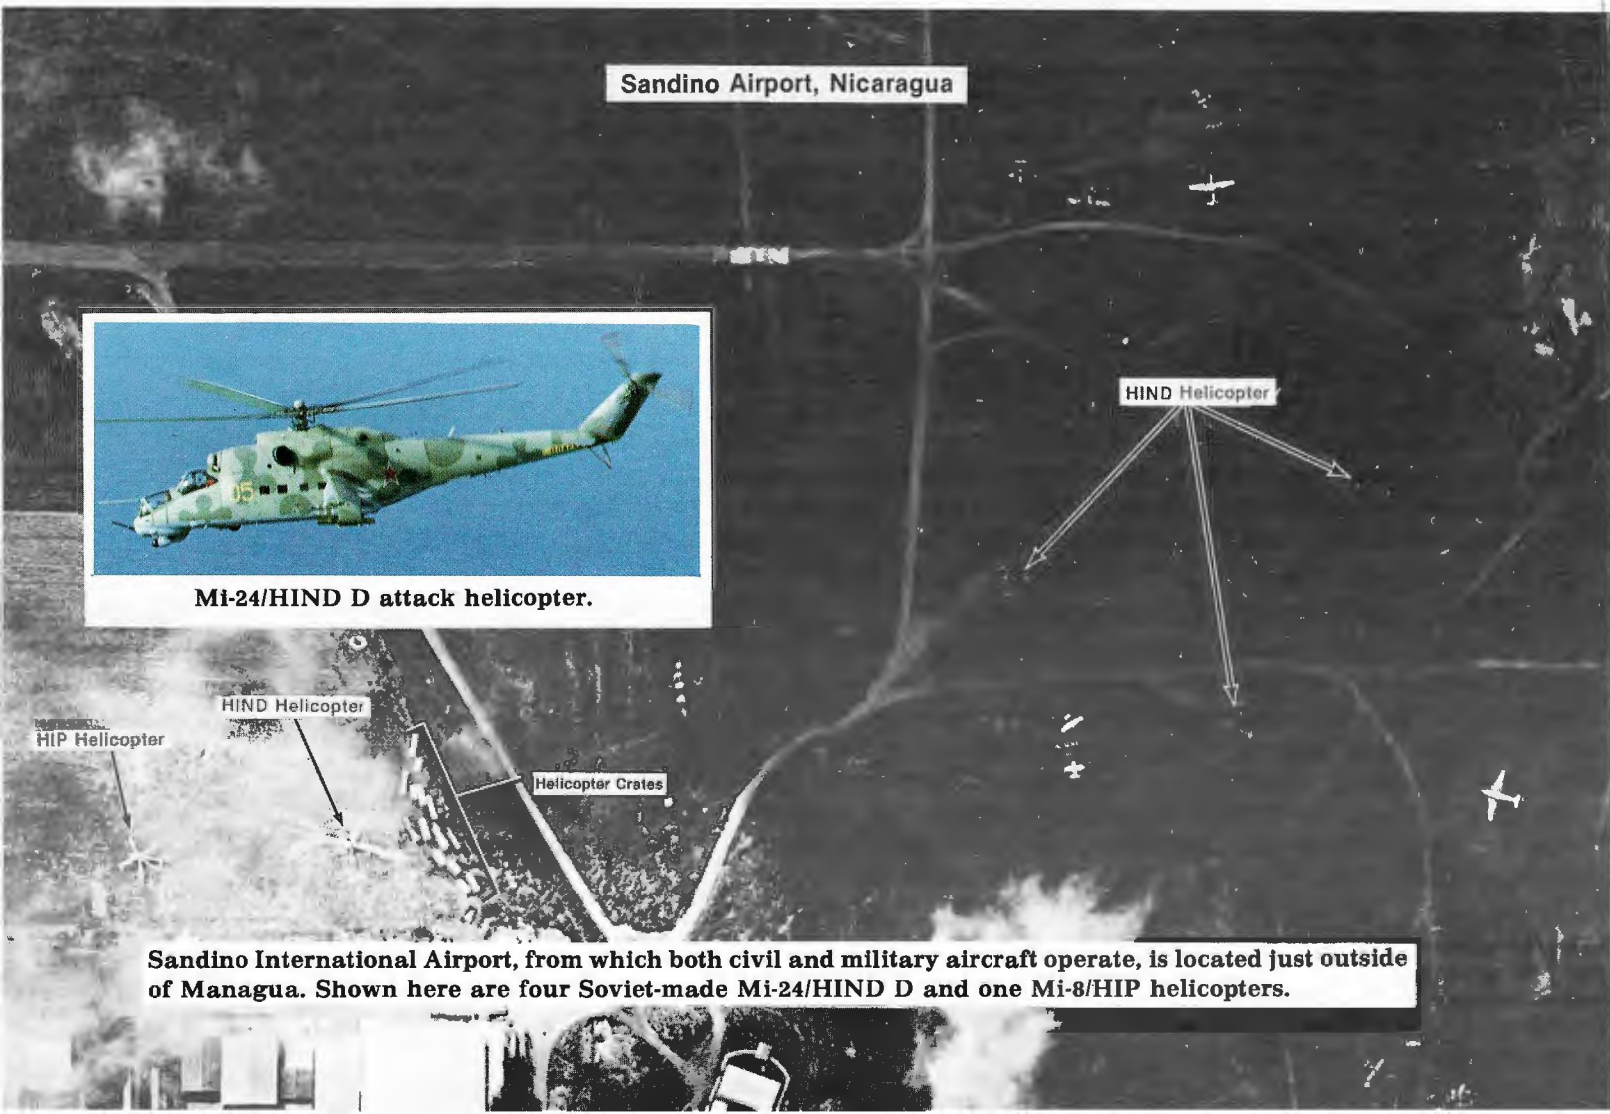 Sandino Airport, Nicaragua
HIND Helicopter
05
Mi-24/HIND D attack helicopter.
HIND Helicopter
HIP Helicopter
Helicopter Crates
Sandino International Airport, from which both civil and military aircraft operate, is located just outside
of Managua. Shown here are four Soviet-made Mi-24/HIND D and one Mi-8/HIP helicopters.